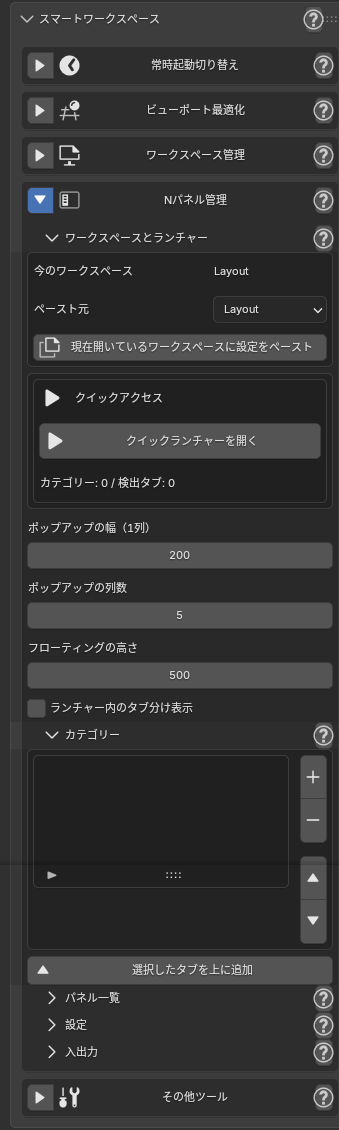 スマートワークスペース
常時起動切り替え
ビューポート最適化
ワークスペース管理
Nパネル管理
ワークスペースとランチャー
今のワークスペース Layout
ペースト元 Layout
現在開いているワークスペースに設定をペースト
クイックアクセス
クイックランチャーを開く
カテゴリー: 0 / 検出タブ: 0
ポップアップの幅（1列）
200
ポップアップの列数
5
フローティングの高さ
500
ランチャー内のタブ分け表示
カテゴリー
選択したタブを上に追加
パネル一覧
設定
入出力
その他ツール